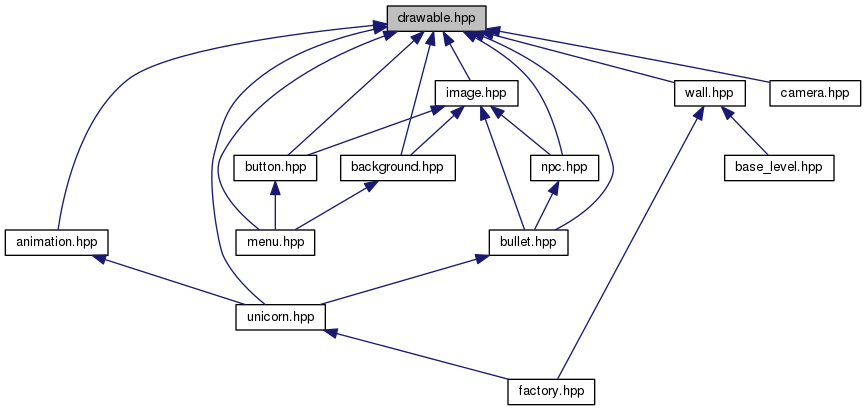 drawable.hpp
image.hpp
wall.hpp
camera.hpp
button.hpp
background.hpp
npc.hpp
base_level.hpp
animation.hpp
menu.hpp
bullet.hpp
unicorn.hpp
factory.hpp